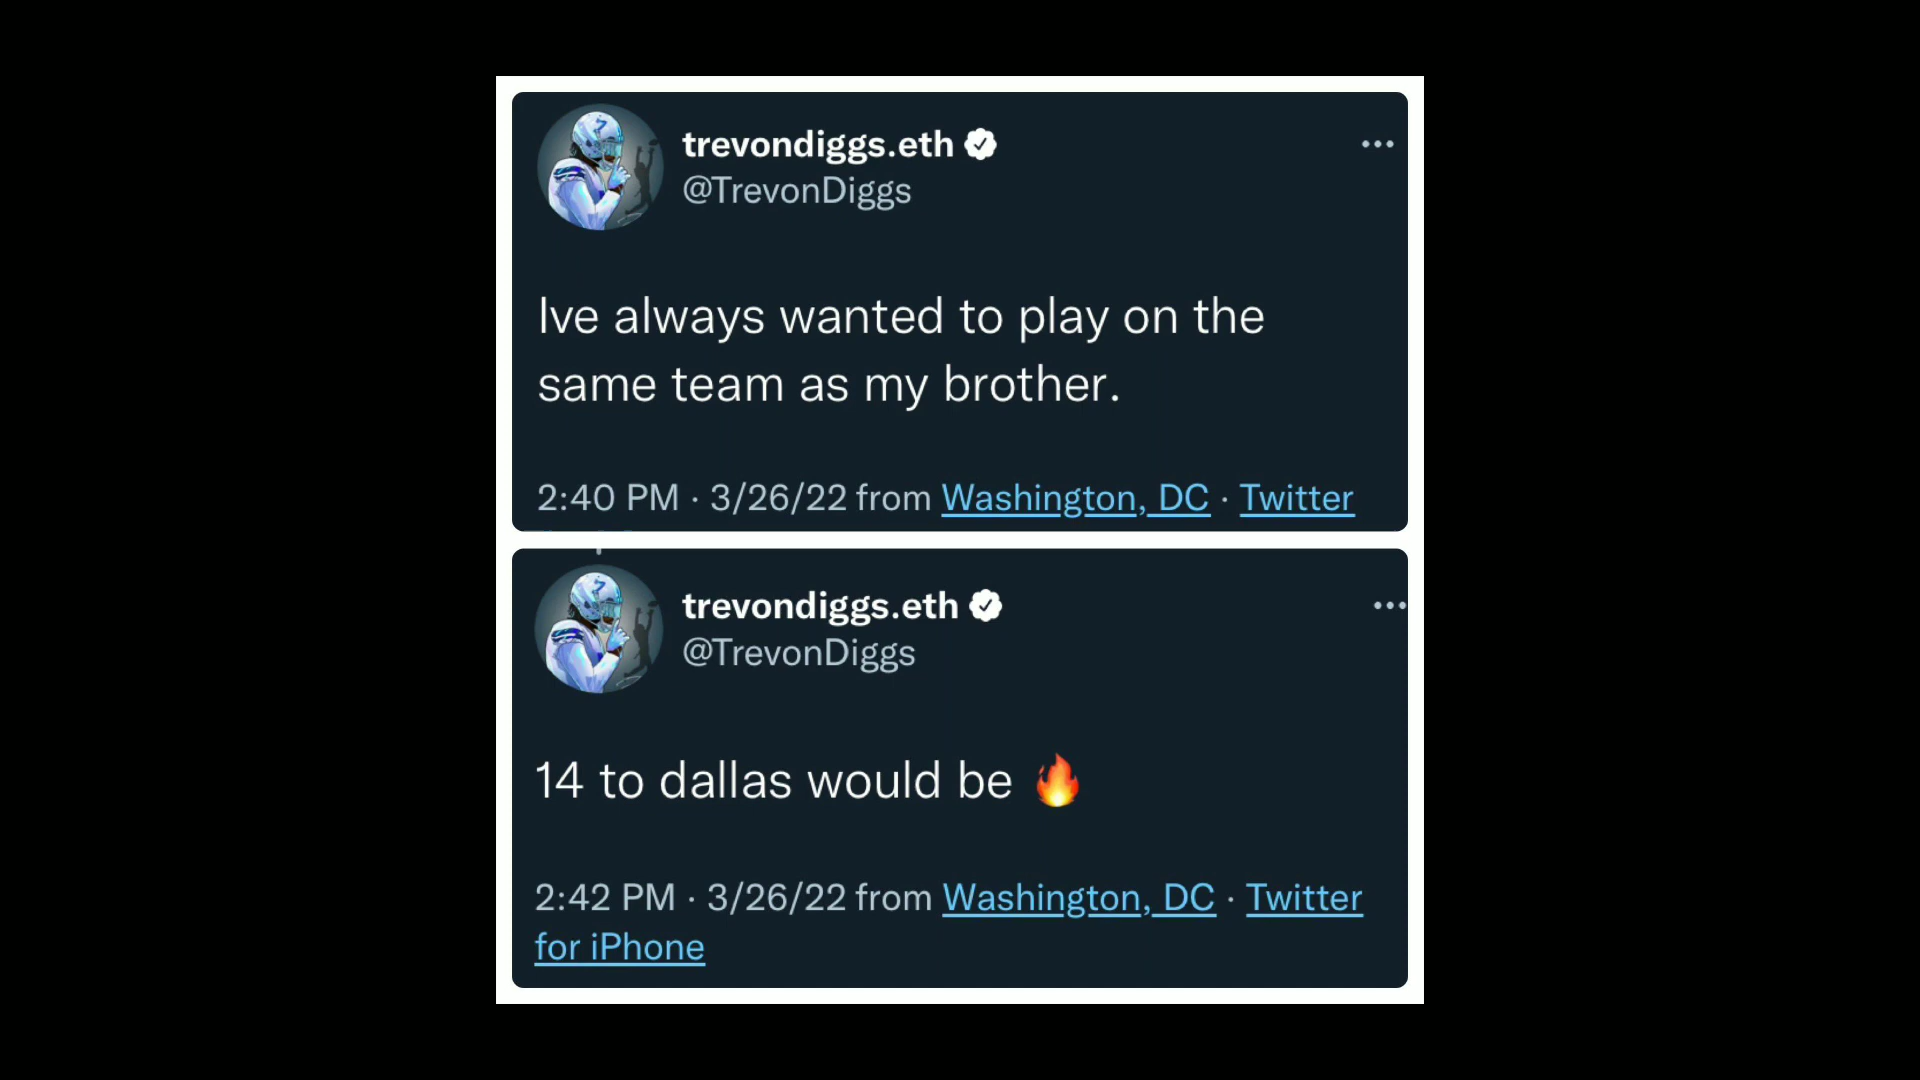 trevondiggs.eth
@TrevonDiggs
Ive always wanted to play on the
same team as my brother.
2:40 PM · 3/26/22 from Washington, DC · Twitter
trevondiggs.eth
@TrevonDiggs
14 to dallas would be 🔥
2:42 PM · 3/26/22 from Washington, DC · Twitter
for iPhone